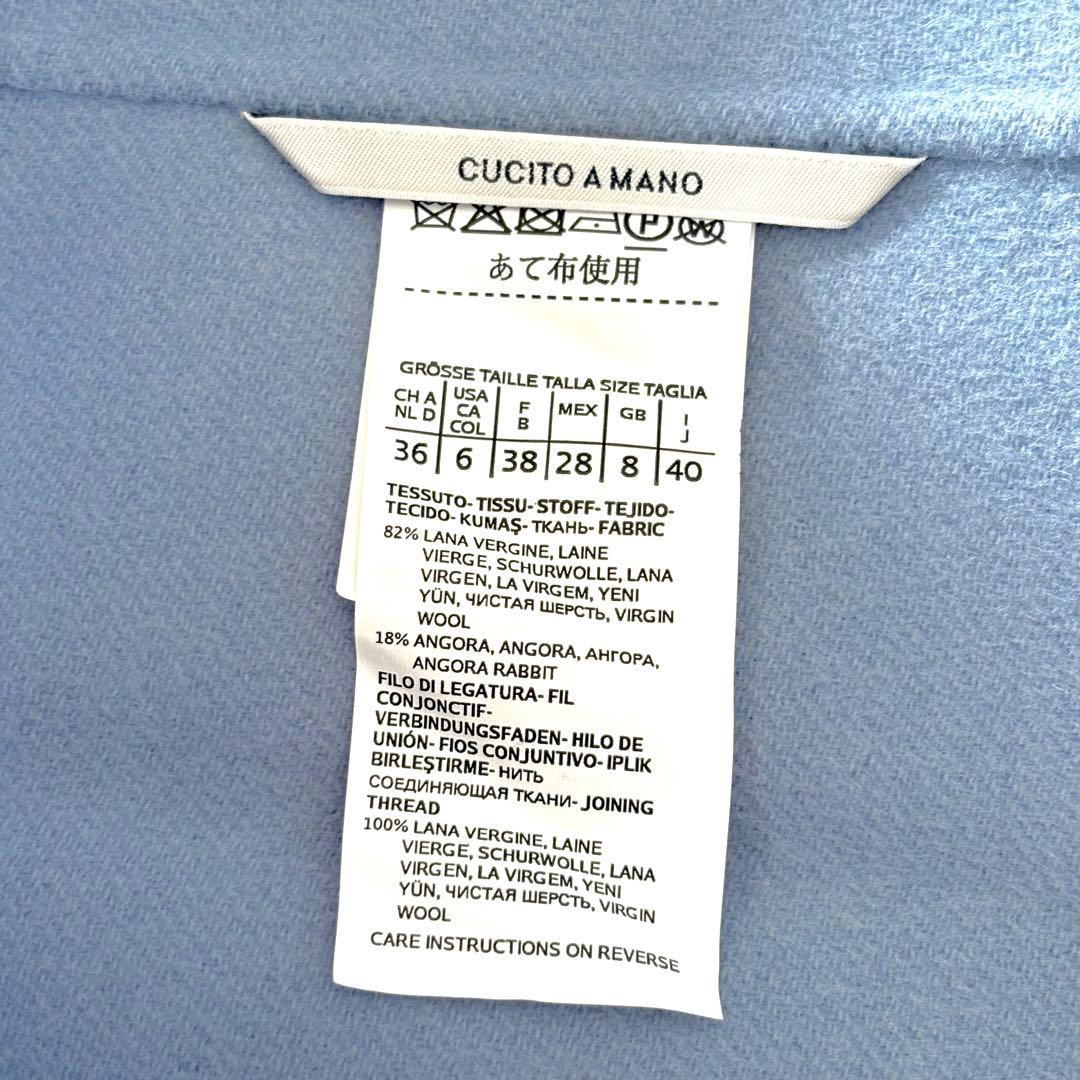 CUCITO A MANO
P W
あて布使用
GRÖSSE TAILLE TALLA SIZE TAGLIA
CH A NL D | USA CA COL | F B | MEX | GB | I J
36 | 6 | 38 | 28 | 8 | 40
TESSUTO- TISSU- STOFF- TEJIDO-
TECIDO- KUMAŞ- ТКАНЬ- FABRIC
82% LANA VERGINE, LAINE
VIERGE, SCHURWOLLE, LANA
VIRGEN, LA VIRGEM, YENI
YÜN, ЧИСТАЯ ШЕРСТЬ, VIRGIN
WOOL
18% ANGORA, ANGORA, АНГОРА,
ANGORA RABBIT
FILO DI LEGATURA- FIL
CONJONCTIF-
VERBINDUNGSFADEN- HILO DE
UNIÓN- FIOS CONJUNTIVO- IPLIK
BIRLEŞTIRME- НИТЬ
СОЕДИНЯЮЩАЯ ТКАНИ- JOINING
THREAD
100% LANA VERGINE, LAINE
VIERGE, SCHURWOLLE, LANA
VIRGEN, LA VIRGEM, YENI
YÜN, ЧИСТАЯ ШЕРСТЬ, VIRGIN
WOOL
CARE INSTRUCTIONS ON REVERSE